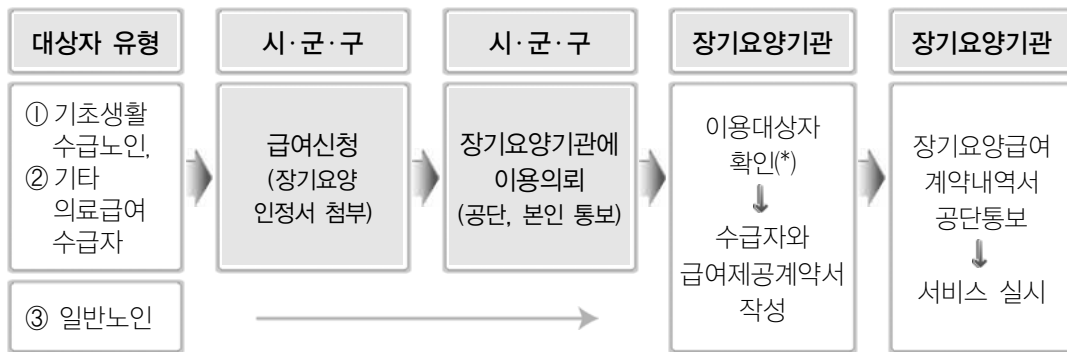 대상자 유형
시·군·구
시·군·구
장기요양기관
장기요양기관
① 기초생활
수급노인,
② 기타
의료급여
수급자
급여신청
(장기요양
인정서 첨부)
장기요양기관에
이용의뢰
(공단, 본인 통보)
이용대상자
확인(*)
수급자와
급여제공계약서
작성
장기요양급여
계약내역서
공단통보
서비스 실시
③ 일반노인